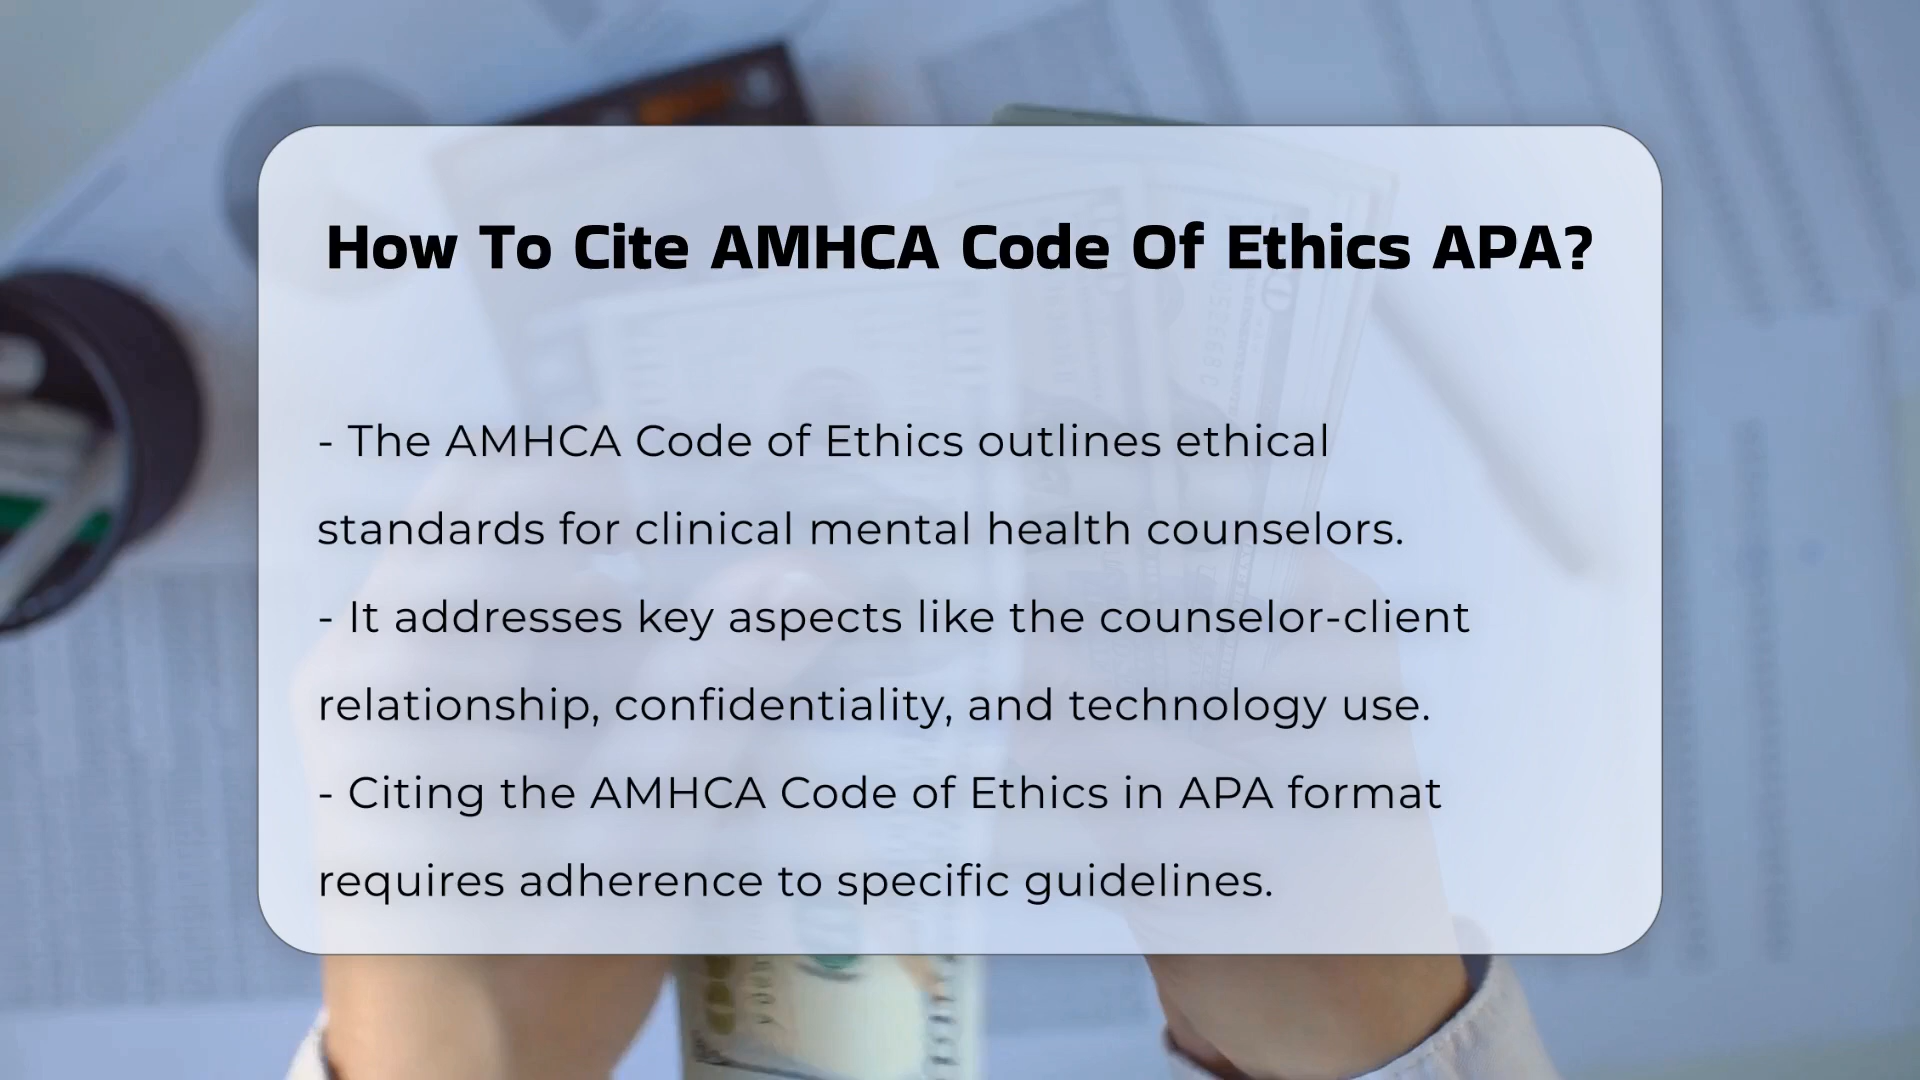 How To Cite AMHCA Code Of Ethics APA?
- The AMHCA Code of Ethics outlines ethical
standards for clinical mental health counselors.
- It addresses key aspects like the counselor-client
relationship, confidentiality, and technology use.
- Citing the AMHCA Code of Ethics in APA format
requires adherence to specific guidelines.